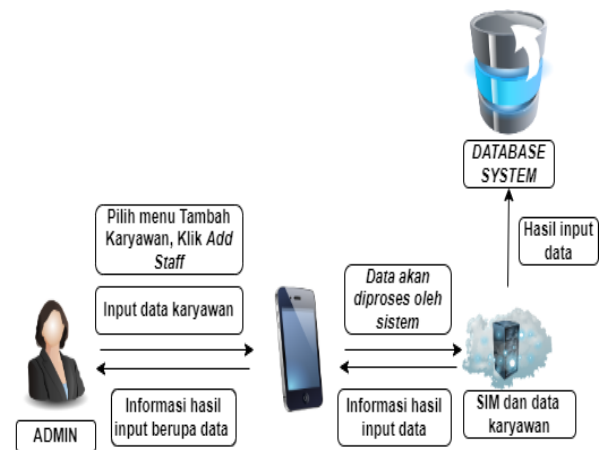 DATABASE
SYSTEM
Pilih menu Tambah
Karyawan, Klik Add
Staff
Hasil input
data
Input data karyawan
Data akan
diproses oleh
sistem
Informasi hasil
input berupa data
Informasi hasil
input data
SIM dan data
karyawan
ADMIN